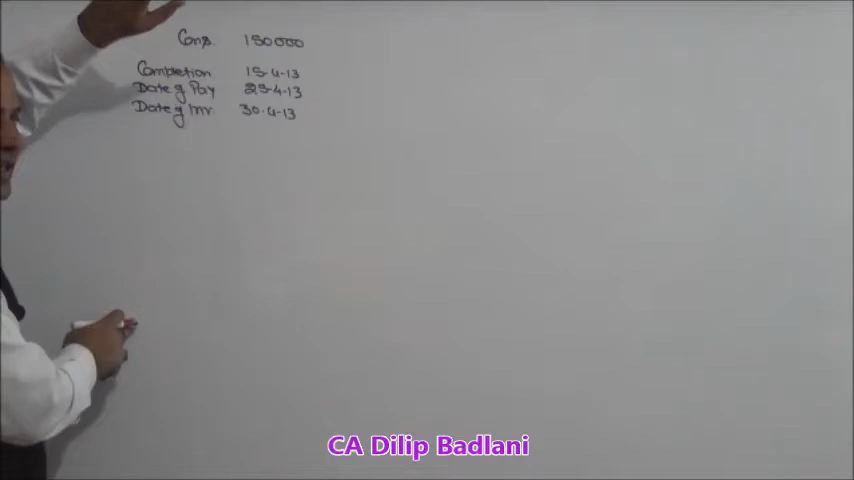 Cons. 150000
Completion 15-4-13
Date of Pay 25-4-13
Date of Inv. 30-4-13
CA Dilip Badlani